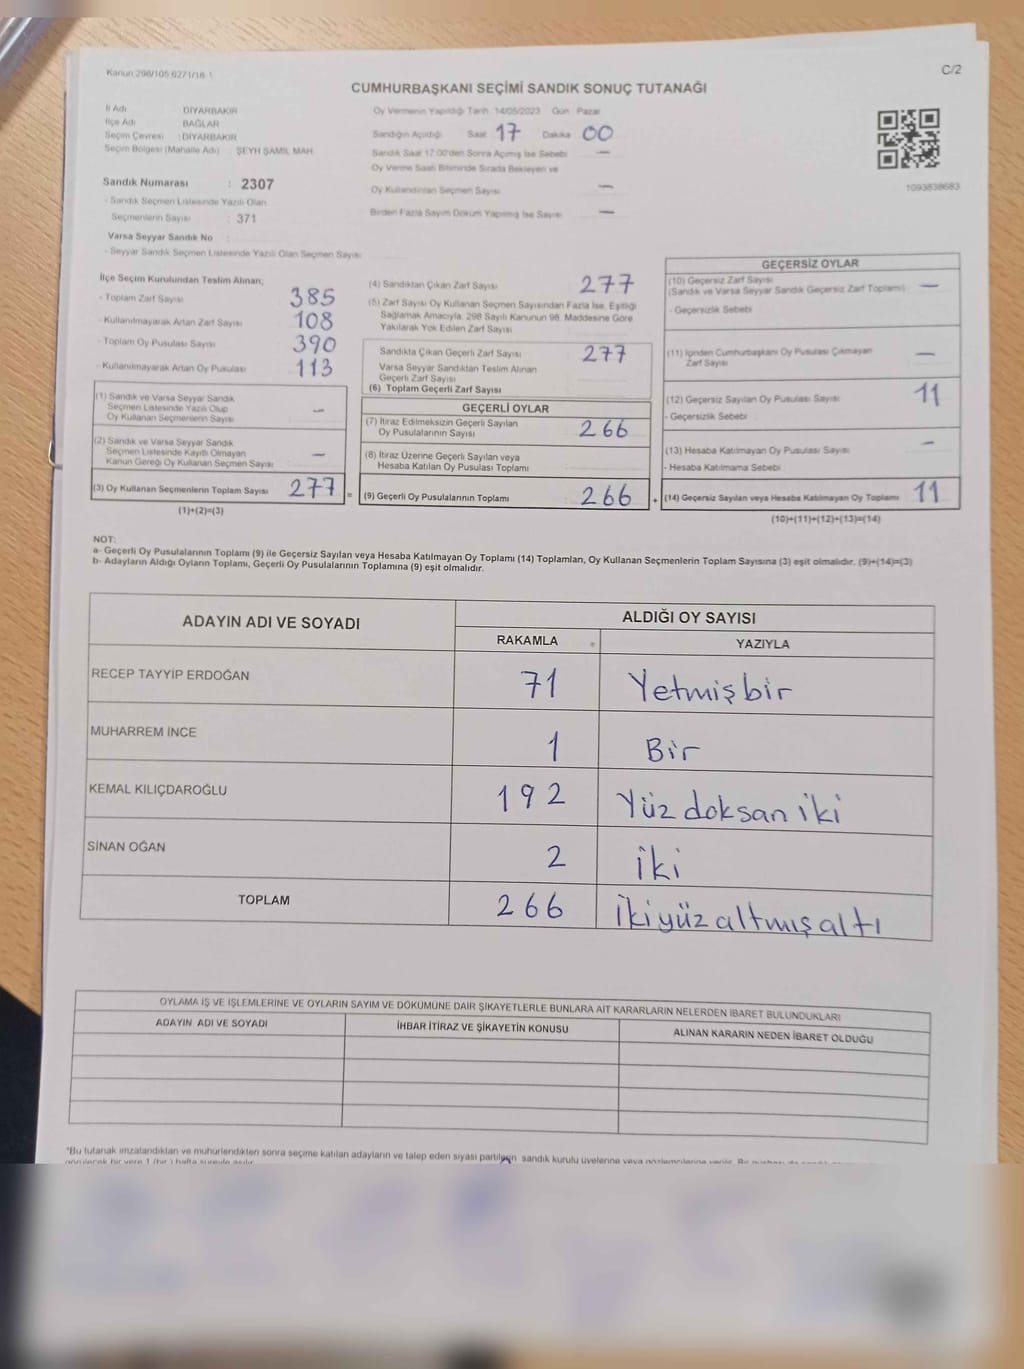 Kanun 298/105 6271/18-1
C/2
CUMHURBAŞKANI SEÇİMİ SANDIK SONUÇ TUTANAĞI
İl Adı DİYARBAKIR
İlçe Adı BAĞLAR
Seçim Çevresi : DİYARBAKIR
Seçim Bölgesi (Mahalle Adı) : ŞEYH ŞAMİL MAH.
Oy Vermenin Yapıldığı Tarih 14/05/2023 Gün Pazar
Sandığın Açıldığı Saat 17 Dakika 00
Sandık Saat 17:00'den Sonra Açımış İse Sebebi —
Oy Verme Saati Bitiminde Sırada Bekleyen ve
Oy Kullandırılan Seçmen Sayısı —
Birden Fazla Sayım Döküm Yapılmış İse Sayısı —
1093838683
Sandık Numarası : 2307
- Sandık Seçmen Listesinde Yazılı Olan
Seçmenlerin Sayısı : 371
Varsa Seyyar Sandık No :
- Seyyar Sandık Seçmen Listesinde Yazılı Olan Seçmen Sayısı
İlçe Seçim Kurulundan Teslim Alınan;
- Toplam Zarf Sayısı 385
- Kullanılmayarak Artan Zarf Sayısı 108
- Toplam Oy Pusulası Sayısı 390
- Kullanılmayarak Artan Oy Pusulası 113
(1) Sandık ve Varsa Seyyar Sandık
Seçmen Listesinde Yazılı Olup
Oy Kullanan Seçmenlerin Sayısı —
(2) Sandık ve Varsa Seyyar Sandık
Seçmen Listesinde Kayıtlı Olmayan
Kanun Gereği Oy Kullanan Seçmen Sayısı —
(3) Oy Kullanan Seçmenlerin Toplam Sayısı 277 =
(1)+(2)=(3)
(4) Sandıktan Çıkan Zarf Sayısı 277
(5) Zarf Sayısı Oy Kullanan Seçmen Sayısından Fazla İse, Eşitliği
Sağlamak Amacıyla, 298 Sayılı Kanunun 98. Maddesine Göre
Yakılarak Yok Edilen Zarf Sayısı
Sandıkta Çıkan Geçerli Zarf Sayısı 277
Varsa Seyyar Sandıktan Teslim Alınan
Geçerli Zarf Sayısı
(6) Toplam Geçerli Zarf Sayısı
GEÇERLİ OYLAR
(7) İtiraz Edilmeksizin Geçerli Sayılan
Oy Pusulalarının Sayısı 266
(8) İtiraz Üzerine Geçerli Sayılan veya
Hesaba Katılan Oy Pusulası Toplamı
(9) Geçerli Oy Pusulalarının Toplamı 266 +
GEÇERSİZ OYLAR
(10) Geçersiz Zarf Sayısı
(Sandık ve Varsa Seyyar Sandık Geçersiz Zarf Toplamı) —
- Geçersizlik Sebebi
(11) İçinden Cumhurbaşkanı Oy Pusulası Çıkmayan
Zarf Sayısı —
(12) Geçersiz Sayılan Oy Pusulası Sayısı 11
- Geçersizlik Sebebi
(13) Hesaba Katılmayan Oy Pusulası Sayısı —
- Hesaba Katılmama Sebebi
(14) Geçersiz Sayılan veya Hesaba Katılmayan Oy Toplamı 11
(10)+(11)+(12)+(13)=(14)
NOT:
a- Geçerli Oy Pusulalarının Toplamı (9) ile Geçersiz Sayılan veya Hesaba Katılmayan Oy Toplamı (14) Toplamları, Oy Kullanan Seçmenlerin Toplam Sayısına (3) eşit olmalıdır. (9)+(14)=(3)
b- Adayların Aldığı Oyların Toplamı, Geçerli Oy Pusulalarının Toplamına (9) eşit olmalıdır.
ADAYIN ADI VE SOYADI ALDIĞI OY SAYISI
RAKAMLA YAZIYLA
RECEP TAYYİP ERDOĞAN 71 Yetmişbir
MUHARREM İNCE 1 Bir
KEMAL KILIÇDAROĞLU 192 Yüz doksan iki
SİNAN OĞAN 2 iki
TOPLAM 266 ikiyüz altmış altı
OYLAMA İŞ VE İŞLEMLERİNE VE OYLARIN SAYIM VE DÖKÜMÜNE DAİR ŞİKAYETLERLE BUNLARA AİT KARARLARIN NELERDEN İBARET BULUNDUKLARI
ADAYIN ADI VE SOYADI İHBAR İTİRAZ VE ŞİKAYETİN KONUSU ALINAN KARARIN NEDEN İBARET OLDUĞU
*Bu tutanak imzalandıktan ve mühürlendikten sonra seçime katılan adayların ve talep eden siyasi partilerin sandık kurulu üyelerine veya gözlemcilerine verilir.